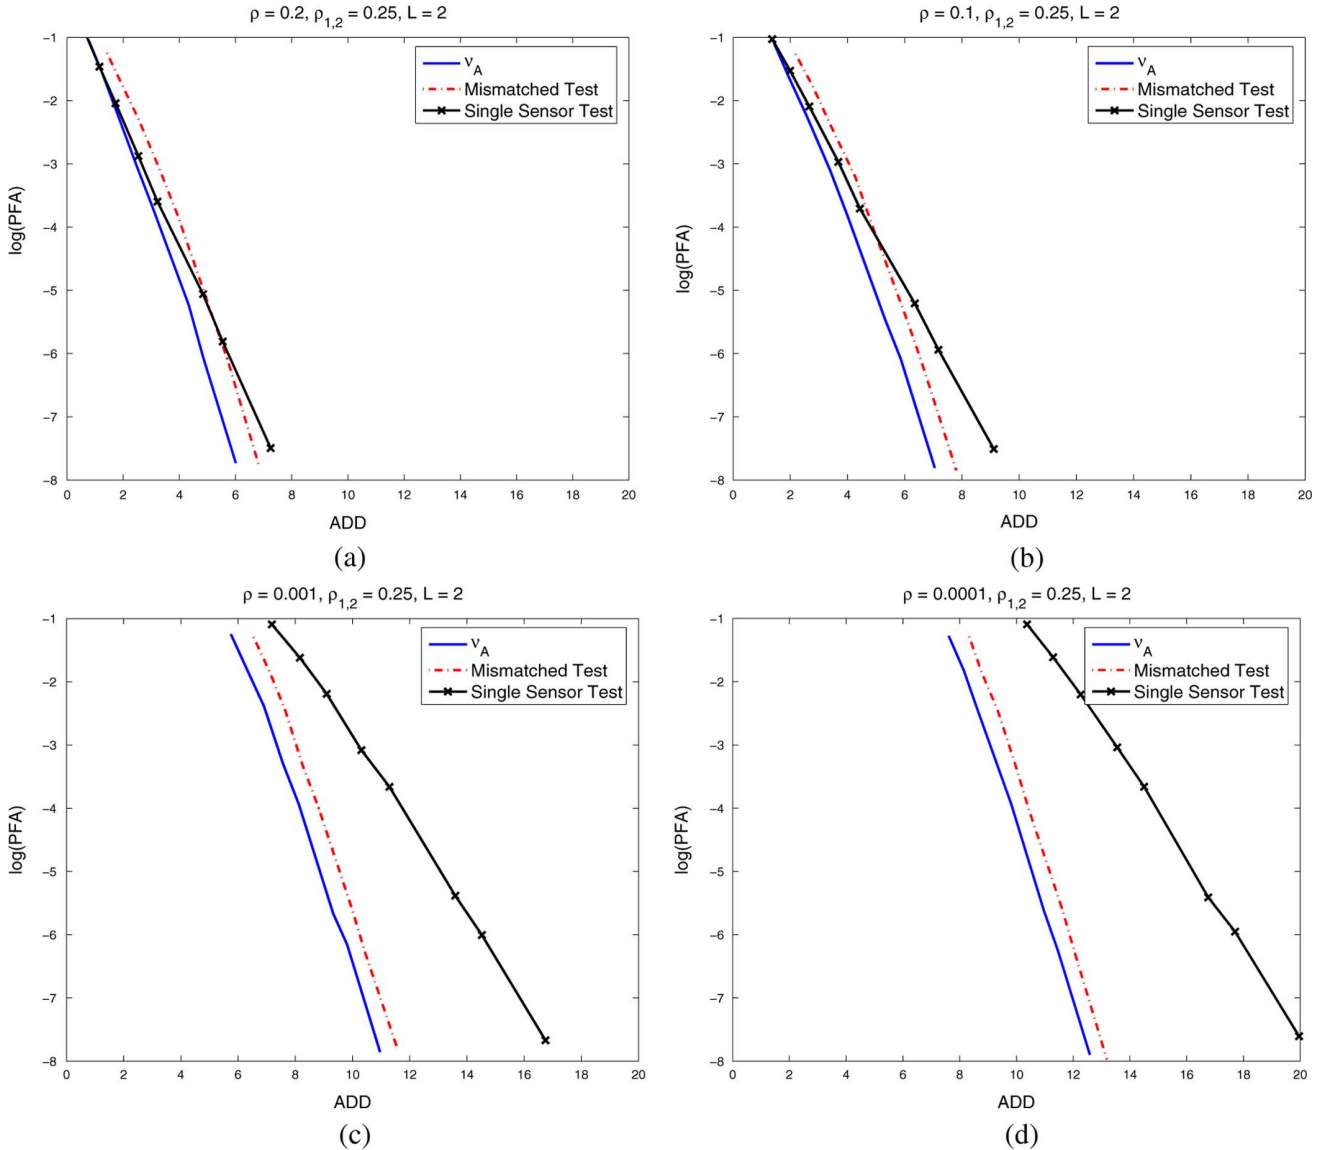 ρ = 0.2, ρ1,2 = 0.25, L = 2
−1
−2
−3
−4
−5
−6
−7
−8
log(PFA)
νA
Mismatched Test
Single Sensor Test
0 2 4 6 8 10 12 14 16 18 20
ADD
(a)
ρ = 0.1, ρ1,2 = 0.25, L = 2
−1
−2
−3
−4
−5
−6
−7
−8
log(PFA)
νA
Mismatched Test
Single Sensor Test
0 2 4 6 8 10 12 14 16 18 20
ADD
(b)
ρ = 0.001, ρ1,2 = 0.25, L = 2
−1
−2
−3
−4
−5
−6
−7
−8
log(PFA)
νA
Mismatched Test
Single Sensor Test
0 2 4 6 8 10 12 14 16 18 20
ADD
(c)
ρ = 0.0001, ρ1,2 = 0.25, L = 2
−1
−2
−3
−4
−5
−6
−7
−8
log(PFA)
νA
Mismatched Test
Single Sensor Test
0 2 4 6 8 10 12 14 16 18 20
ADD
(d)